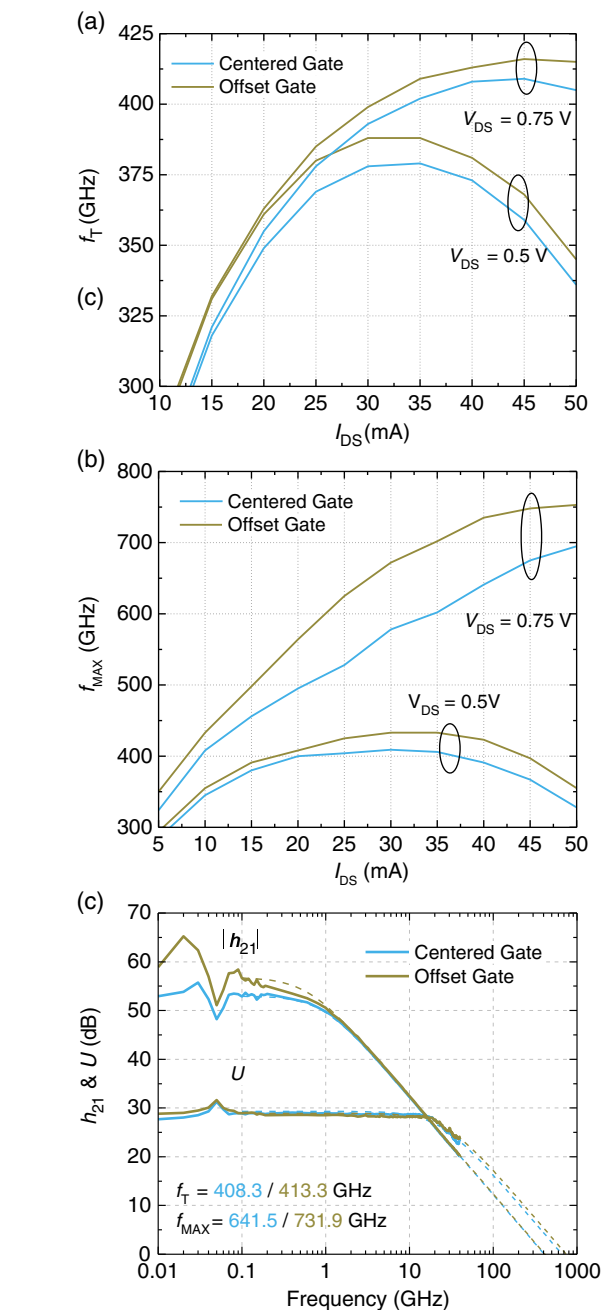 (a)
425
400
375
350
325
300
f_T (GHz)
(c)
Centered Gate
Offset Gate
V_DS = 0.75 V
V_DS = 0.5 V
10 15 20 25 30 35 40 45 50
I_DS(mA)
(b)
800
700
600
500
400
300
f_MAX (GHz)
Centered Gate
Offset Gate
V_DS = 0.75 V
V_DS = 0.5V
5 10 15 20 25 30 35 40 45 50
I_DS (mA)
(c)
70
60
50
40
30
20
10
0
h_21 & U (dB)
|h_21|
Centered Gate
Offset Gate
U
f_T = 408.3 / 413.3 GHz
f_MAX= 641.5 / 731.9 GHz
0.01 0.1 1 10 100 1000
Frequency (GHz)